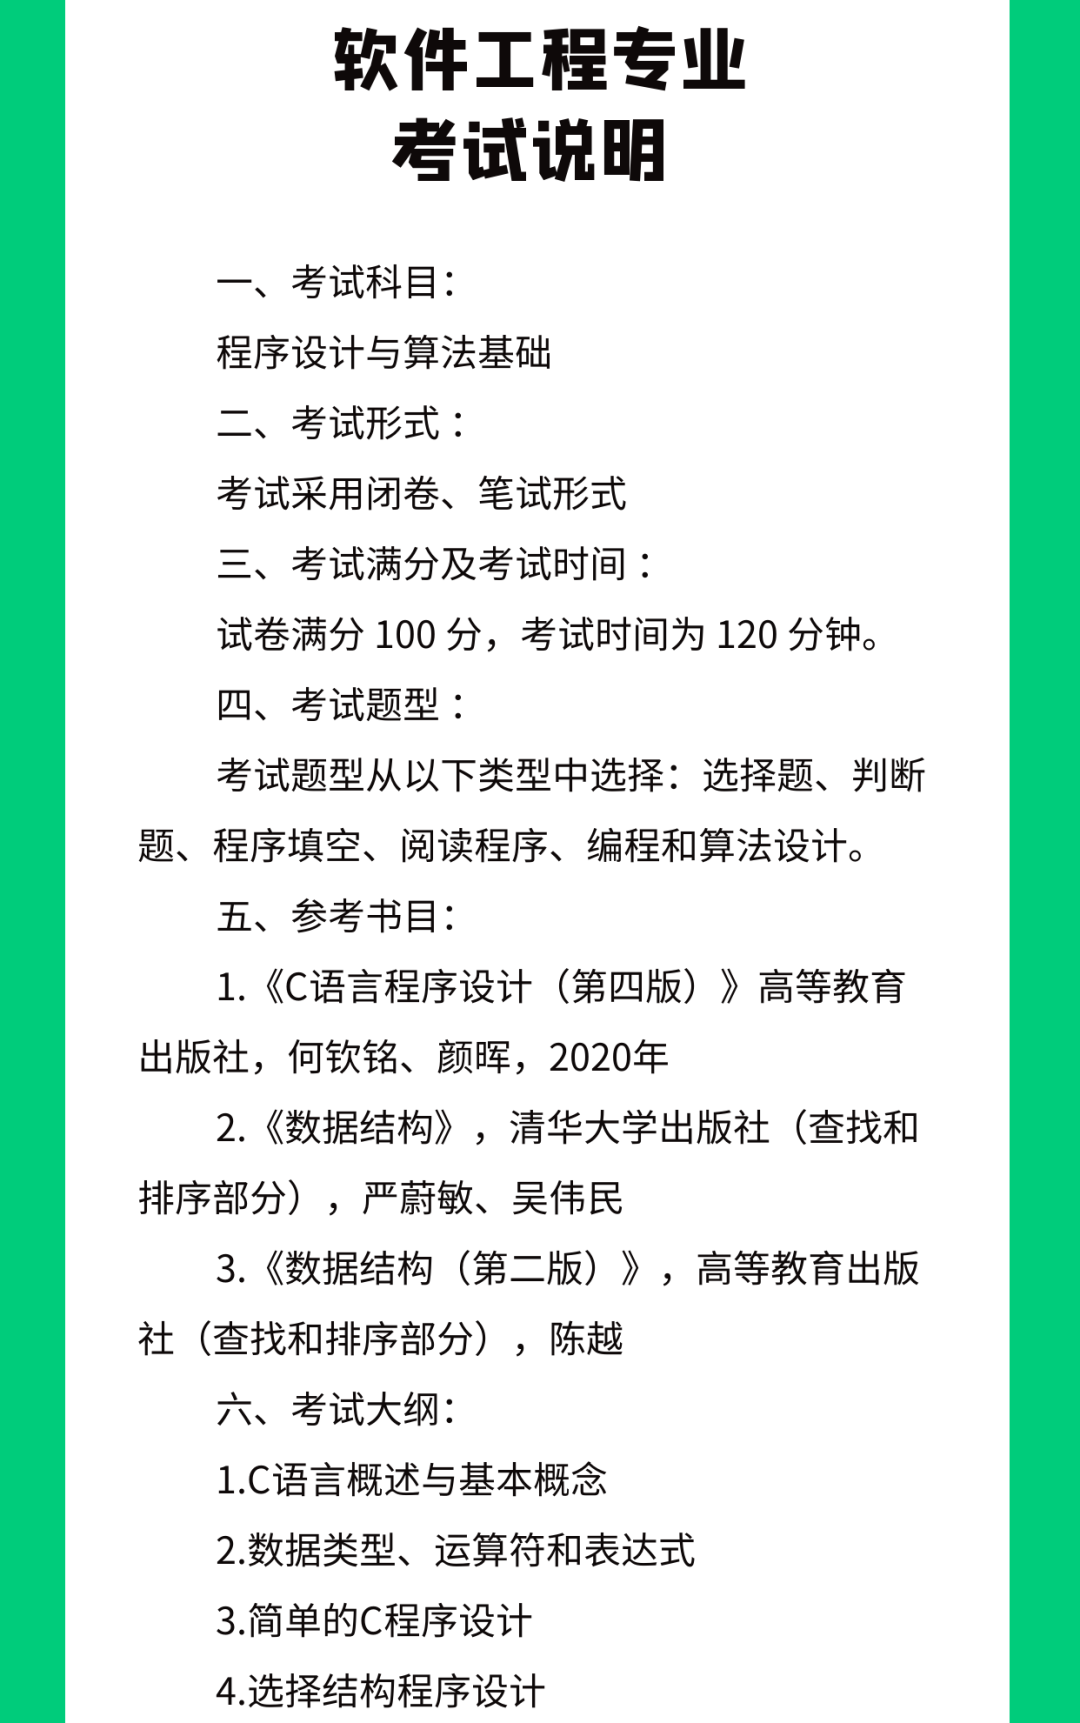 软件工程专业
考试说明
一、考试科目：
程序设计与算法基础
二、考试形式 ：
考试采用闭卷、笔试形式
三、考试满分及考试时间 ：
试卷满分 100 分，考试时间为 120 分钟。
四、考试题型 ：
考试题型从以下类型中选择：选择题、判断
题、程序填空、阅读程序、编程和算法设计。
五、参考书目：
1.《C语言程序设计（第四版）》高等教育
出版社，何钦铭、颜晖，2020年
2.《数据结构》，清华大学出版社（查找和
排序部分），严蔚敏、吴伟民
3.《数据结构（第二版）》，高等教育出版
社（查找和排序部分），陈越
六、考试大纲：
1.C语言概述与基本概念
2.数据类型、运算符和表达式
3.简单的C程序设计
4.选择结构程序设计